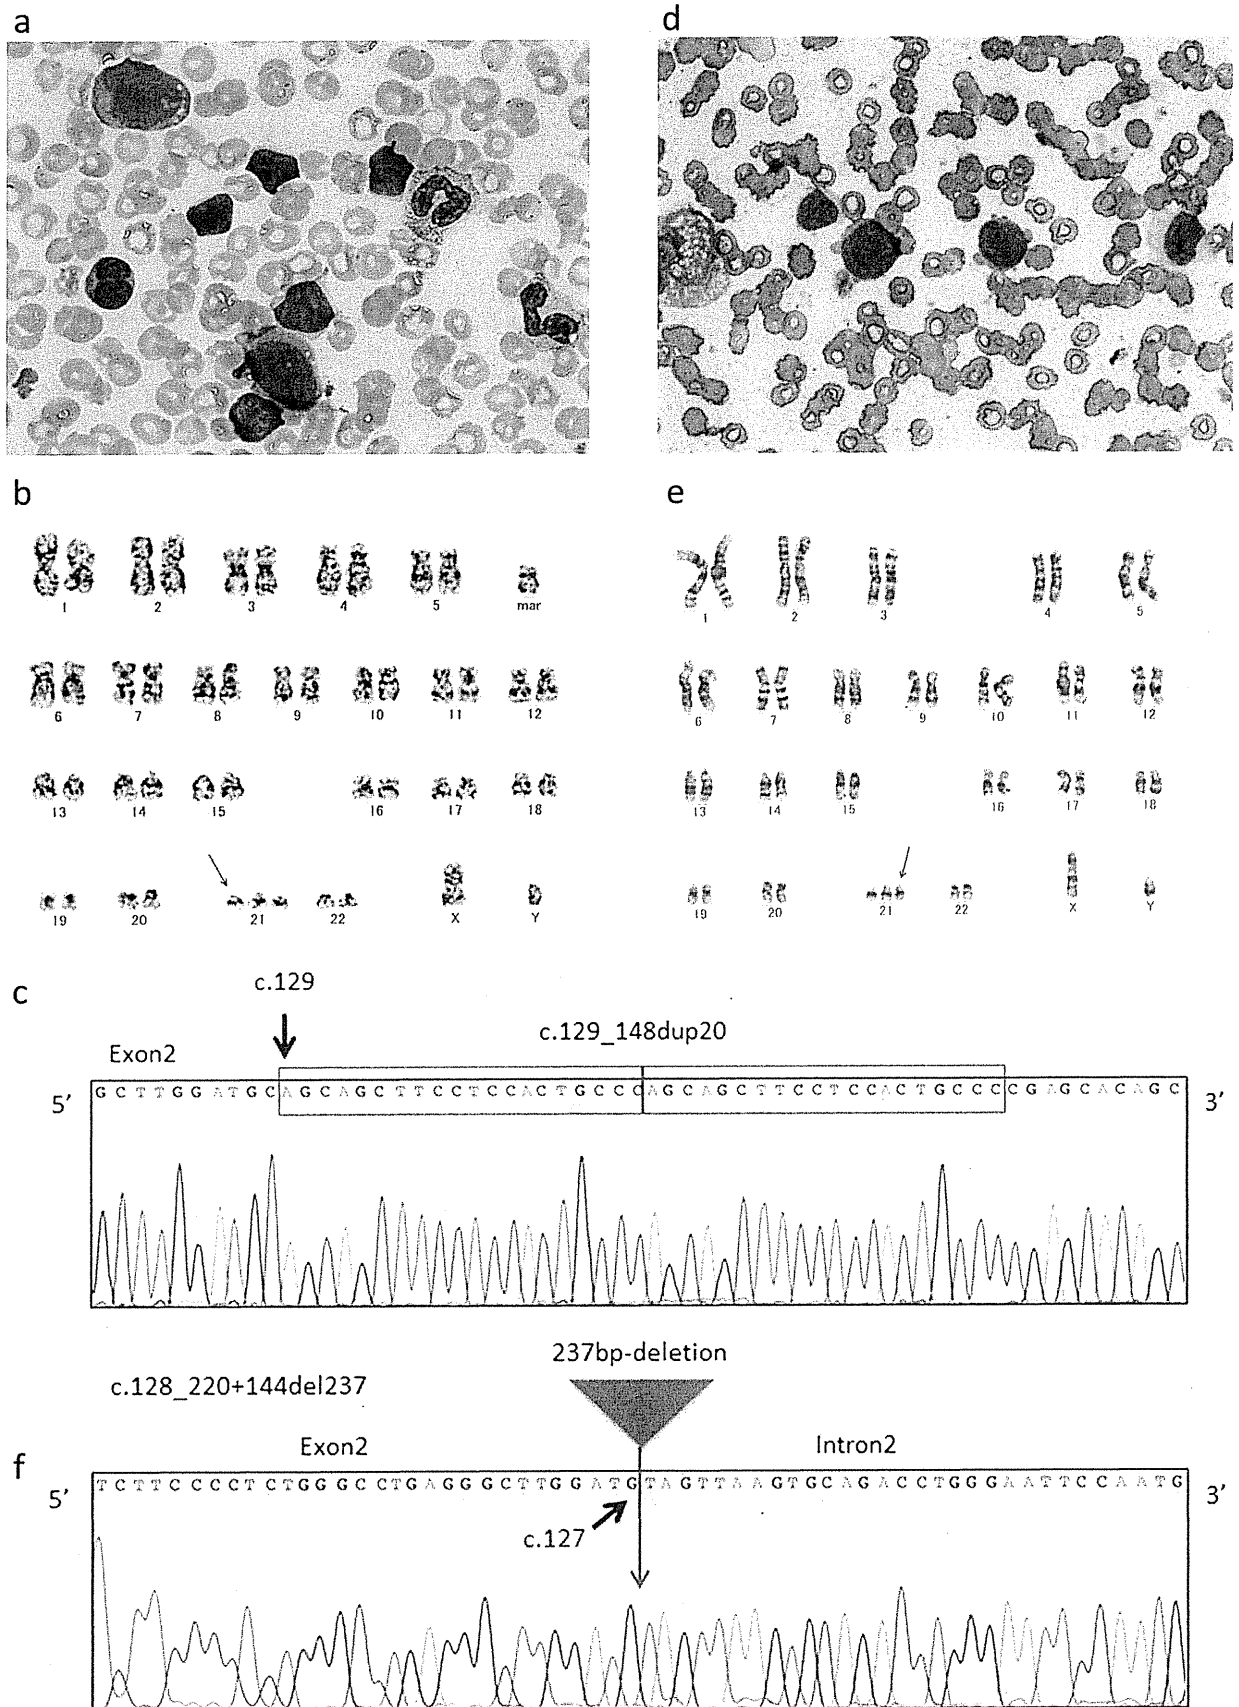 a
d
b
e
1 2 3 4 5 mar
1 2 3 4 5
6 7 8 9 10 11 12
6 7 8 9 10 11 12
13 14 15 16 17 18
13 14 15 16 17 18
19 20 21 22 X Y
19 20 21 22 X Y
c
c.129
c.129_148dup20
Exon2
5'
GCTTGGATGCAGCAGCTTCCTCCACTGCCCAGCAGCTTCCTCCACTGCCCCGAGCACAGC
3'
237bp-deletion
c.128_220+144del237
Exon2
Intron2
f
5'
TCTTCCCCTCTGGGCCTGAGGGCTTGGATGTAGTTAAGTGCAGACCTGGGAATTCCAATG
3'
c.127